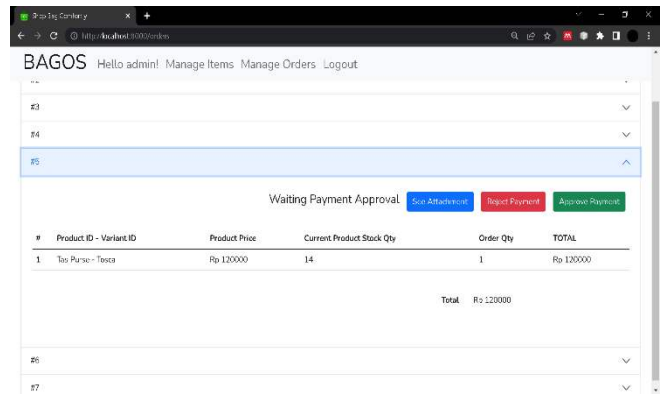 http://localhost:8000/orders
BAGOS Hello admin! Manage Items Manage Orders Logout
#3
#4
#5
Waiting Payment Approval See Attachment Reject Payment Approve Payment
# Product ID - Variant ID Product Price Current Product Stock Qty Order Qty TOTAL
1 Tas Purse - Tosca Rp 120000 14 1 Rp 120000
Total Rp 120000
#6
#7